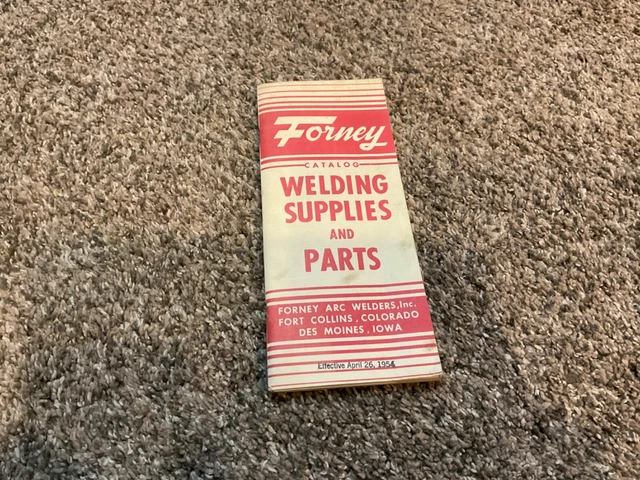 Forney
CATALOG
WELDING
SUPPLIES
AND
PARTS
FORNEY ARC WELDERS, Inc.
FORT COLLINS, COLORADO
DES MOINES, IOWA
Effective April 26, 1954